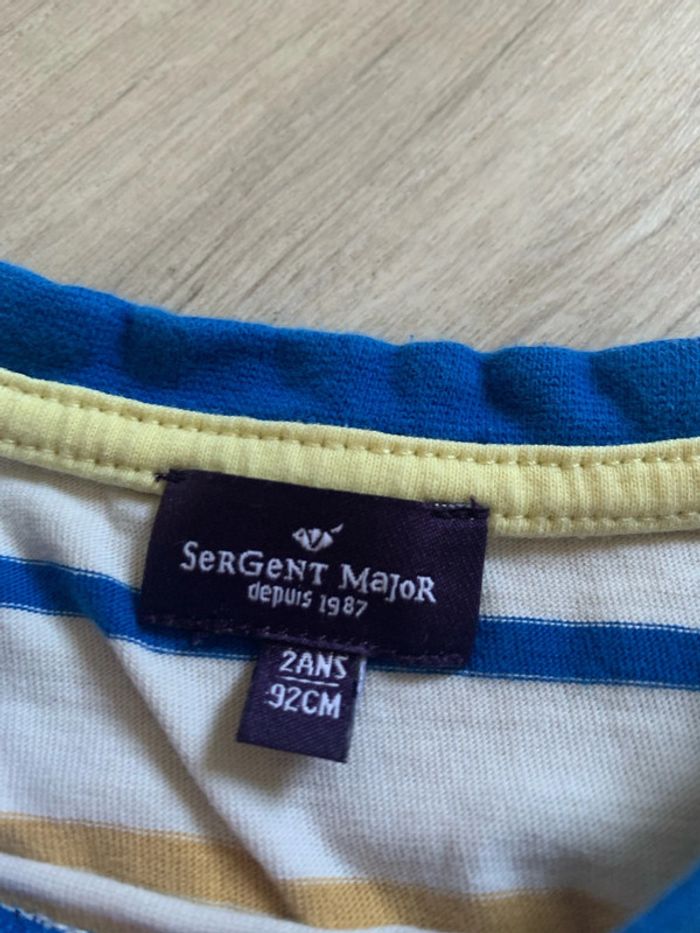 SerGeNT MaJoR
depuis 1987
2ANS
92CM